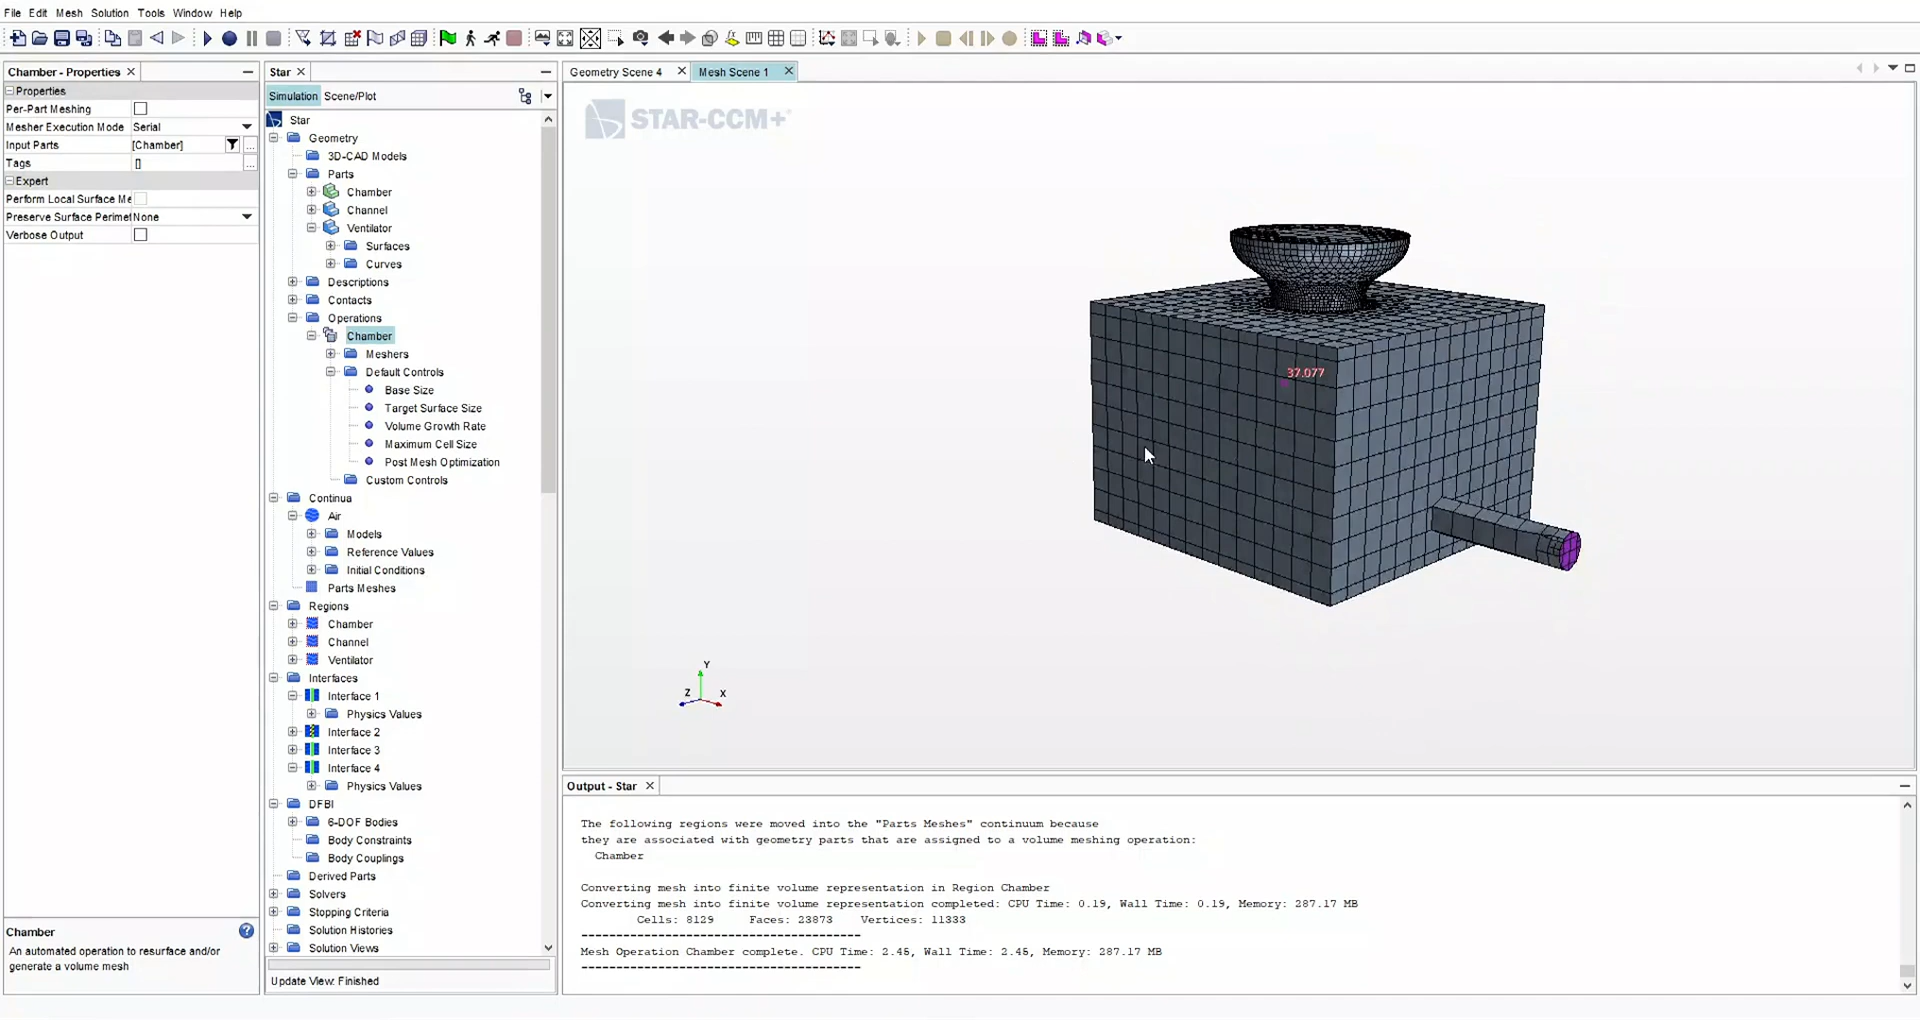 File Edit Mesh Solution Tools Window Help
Chamber - Properties
Properties
Per-Part Meshing
Mesher Execution Mode Serial
Input Parts [Chamber]
Tags []
Expert
Perform Local Surface Me
Preserve Surface Perimet None
Verbose Output
Chamber
An automated operation to resurface and/or
generate a volume mesh
Star
Simulation Scene/Plot
Star
Geometry
3D-CAD Models
Parts
Chamber
Channel
Ventilator
Surfaces
Curves
Descriptions
Contacts
Operations
Chamber
Meshers
Default Controls
Base Size
Target Surface Size
Volume Growth Rate
Maximum Cell Size
Post Mesh Optimization
Custom Controls
Continua
Air
Models
Reference Values
Initial Conditions
Parts Meshes
Regions
Chamber
Channel
Ventilator
Interfaces
Interface 1
Physics Values
Interface 2
Interface 3
Interface 4
Physics Values
DFBI
6-DOF Bodies
Body Constraints
Body Couplings
Derived Parts
Solvers
Stopping Criteria
Solution Histories
Solution Views
Update View: Finished
Geometry Scene 4 Mesh Scene 1
STAR-CCM+
37.077
Y
Z X
Output - Star
The following regions were moved into the "Parts Meshes" continuum because
they are associated with geometry parts that are assigned to a volume meshing operation:
Chamber
Converting mesh into finite volume representation in Region Chamber
Converting mesh into finite volume representation completed: CPU Time: 0.19, Wall Time: 0.19, Memory: 287.17 MB
Cells: 8129 Faces: 23873 Vertices: 11333
----------------------------------------
Mesh Operation Chamber complete. CPU Time: 2.45, Wall Time: 2.45, Memory: 287.17 MB
----------------------------------------